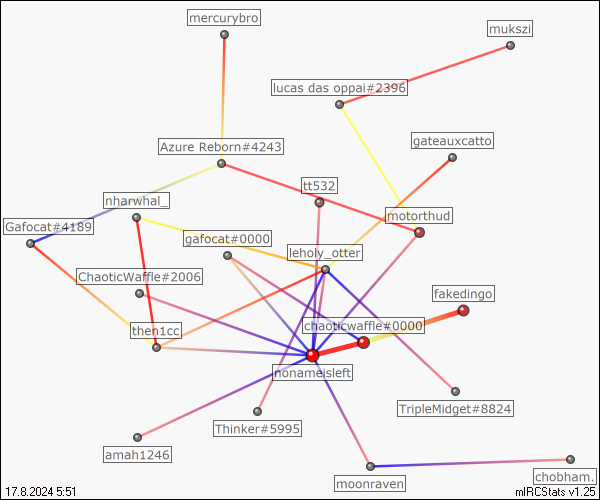 mercurybro
mukszi
lucas das oppai#2396
gateauxcatto
Azure Reborn#4243
tt532
nharwhal_
motorthud
Gafocat#4189
gafocat#0000
leholy_otter
ChaoticWaffle#2006
fakedingo
chaoticwaffle#0000
then1cc
nonameisleft
TripleMidget#8824
Thinker#5995
amah1246
chobham.
moonraven
17.8.2024 5:51
mIRCStats v1.25